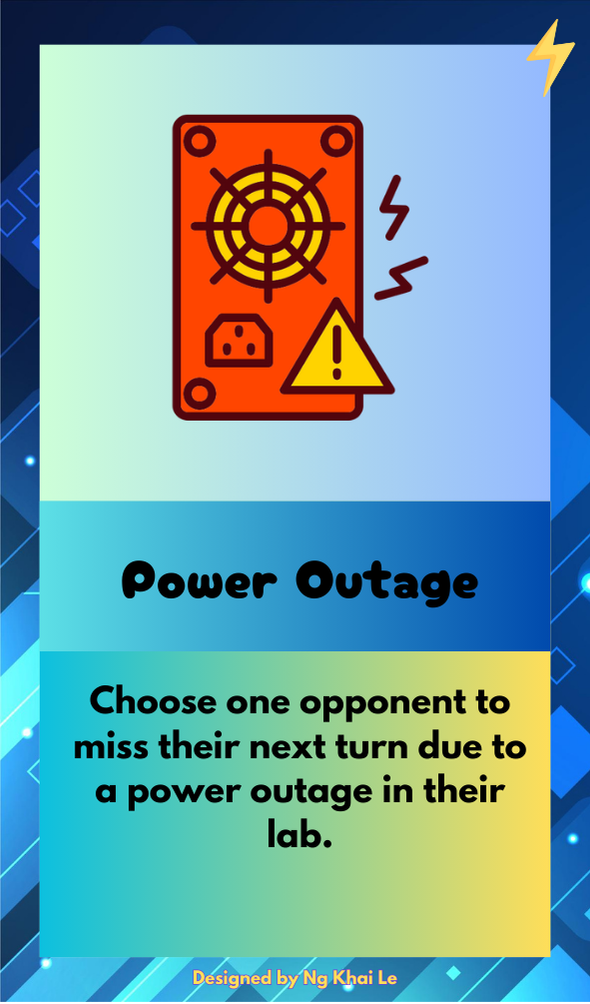 Power Outage
Choose one opponent to
miss their next turn due to
a power outage in their
lab.
Designed by Ng Khai Le